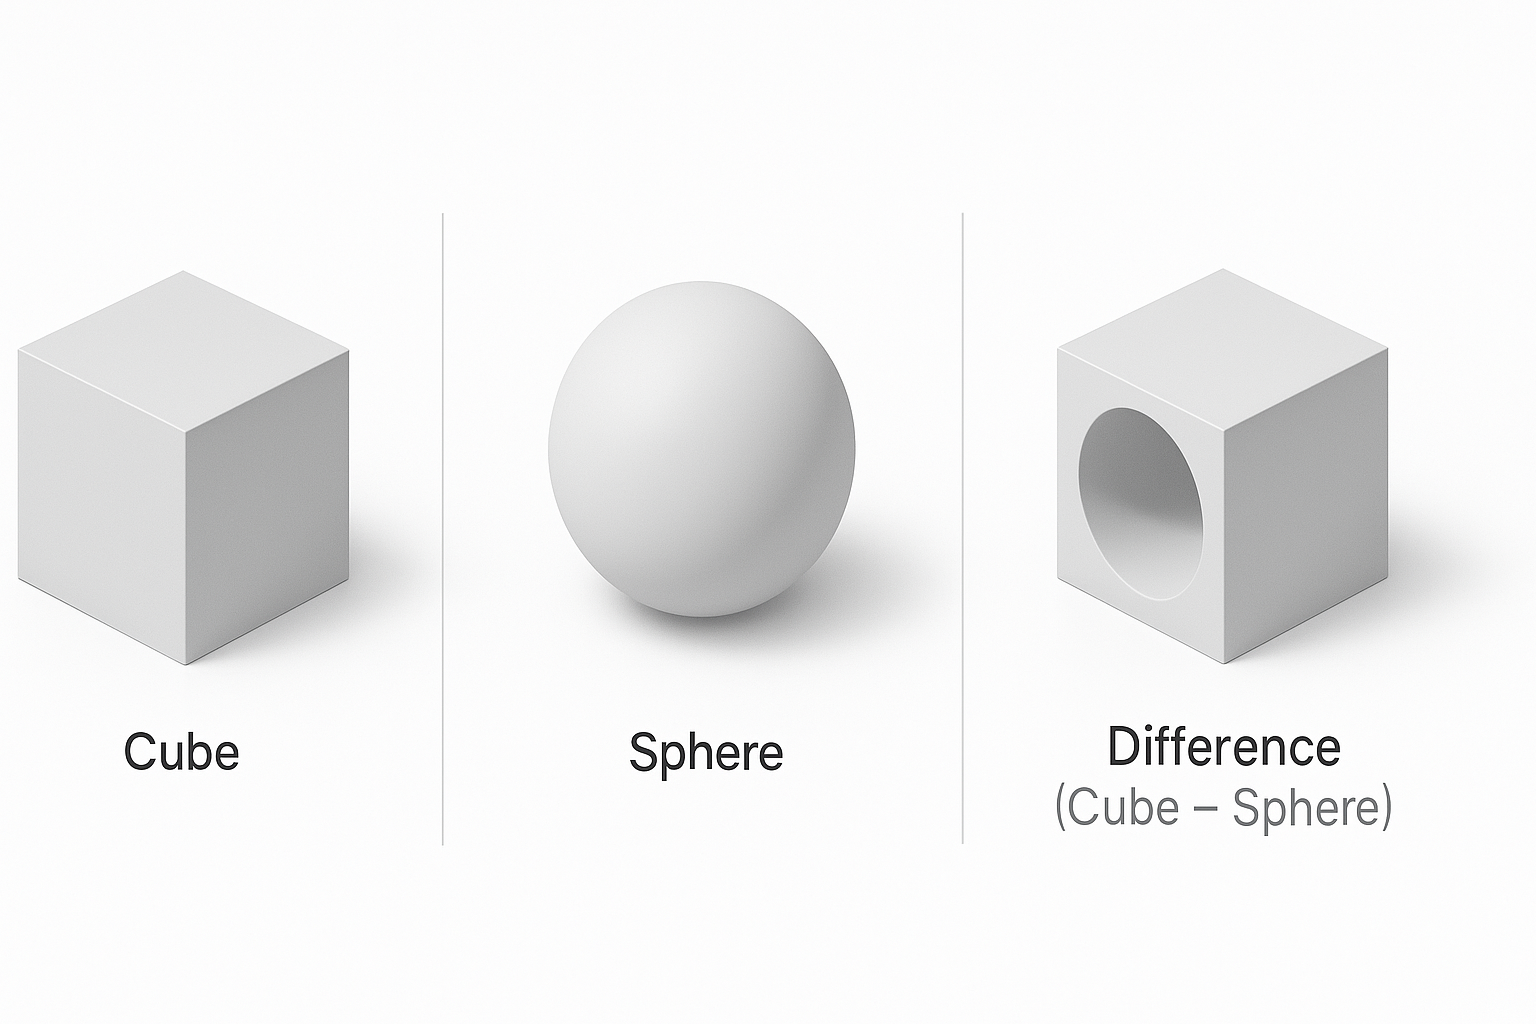 Cube
Sphere
Difference
(Cube – Sphere)